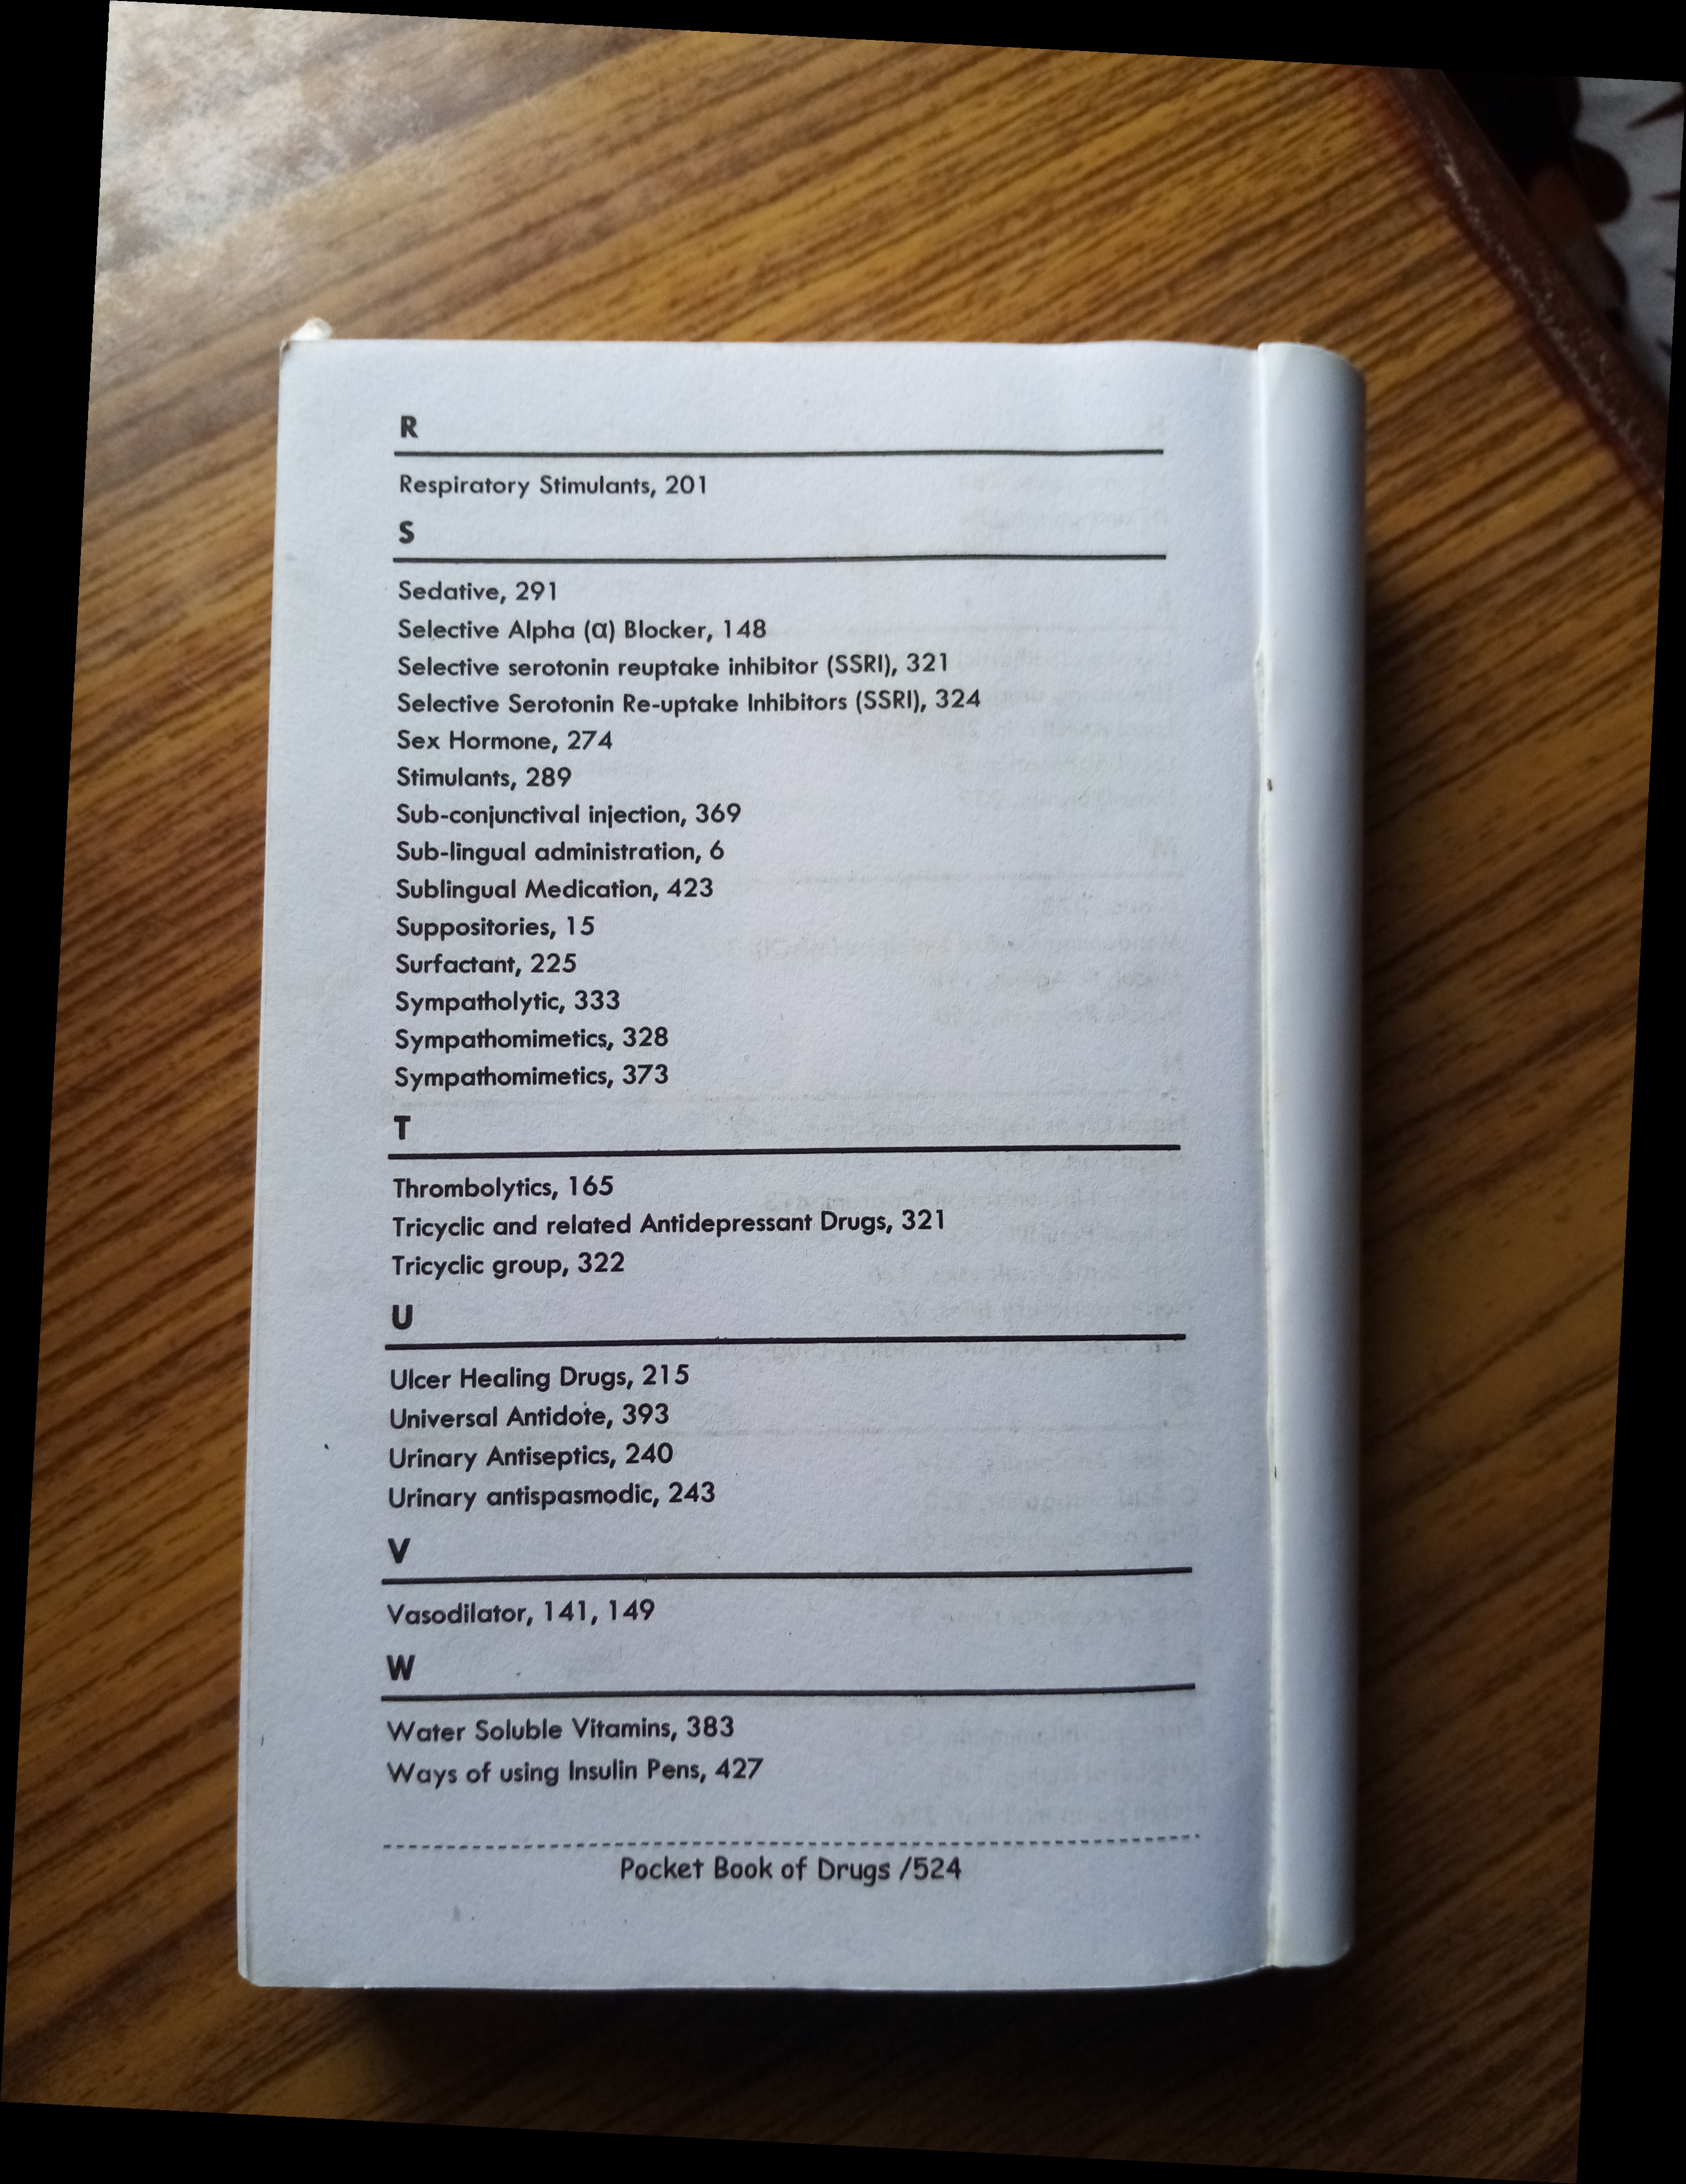 R
Respiratory Stimulants, 201
S
Sedative, 291
Selective Alpha (α) Blocker, 148
Selective serotonin reuptake inhibitor (SSRI), 321
Selective Serotonin Re-uptake Inhibitors (SSRI), 324
Sex Hormone, 274
Stimulants, 289
Sub-conjunctival injection, 369
Sub-lingual administration, 6
Sublingual Medication, 423
Suppositories, 15
Surfactant, 225
Sympatholytic, 333
Sympathomimetics, 328
Sympathomimetics, 373
T
Thrombolytics, 165
Tricyclic and related Antidepressant Drugs, 321
Tricyclic group, 322
U
Ulcer Healing Drugs, 215
Universal Antidote, 393
Urinary Antiseptics, 240
Urinary antispasmodic, 243
V
Vasodilator, 141, 149
W
Water Soluble Vitamins, 383
Ways of using Insulin Pens, 427
Pocket Book of Drugs /524